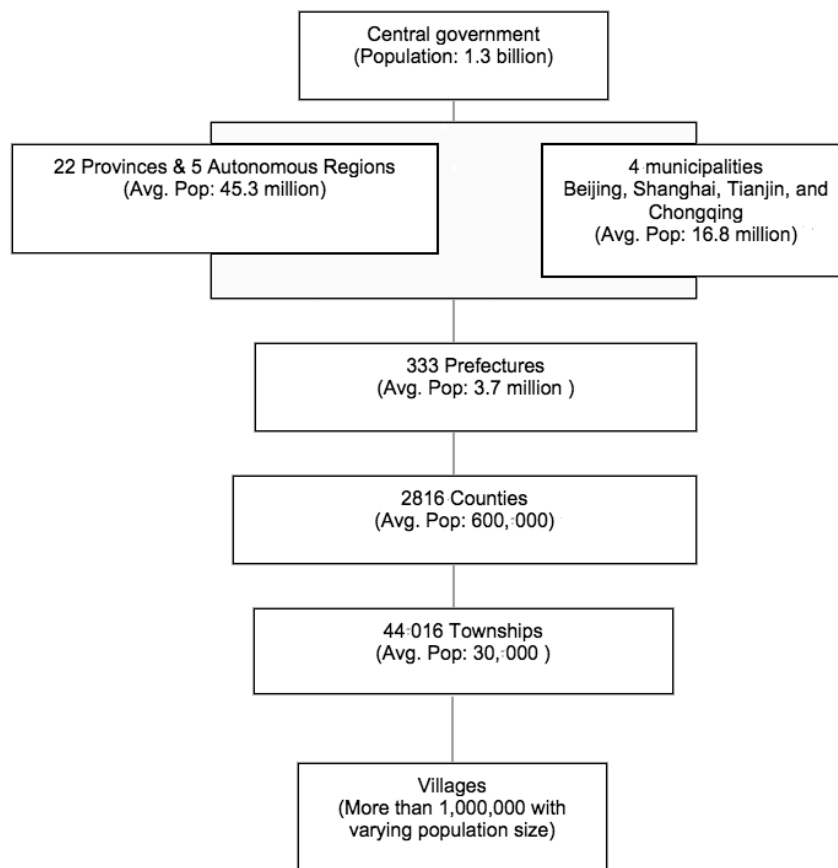 Central government
(Population: 1.3 billion)
22 Provinces & 5 Autonomous Regions
(Avg. Pop: 45.3 million)
4 municipalities
Beijing, Shanghai, Tianjin, and
Chongqing
(Avg. Pop: 16.8 million)
333 Prefectures
(Avg. Pop: 3.7 million )
2816 Counties
(Avg. Pop: 600,000)
44016 Townships
(Avg. Pop: 30,000 )
Villages
(More than 1,000,000 with
varying population size)